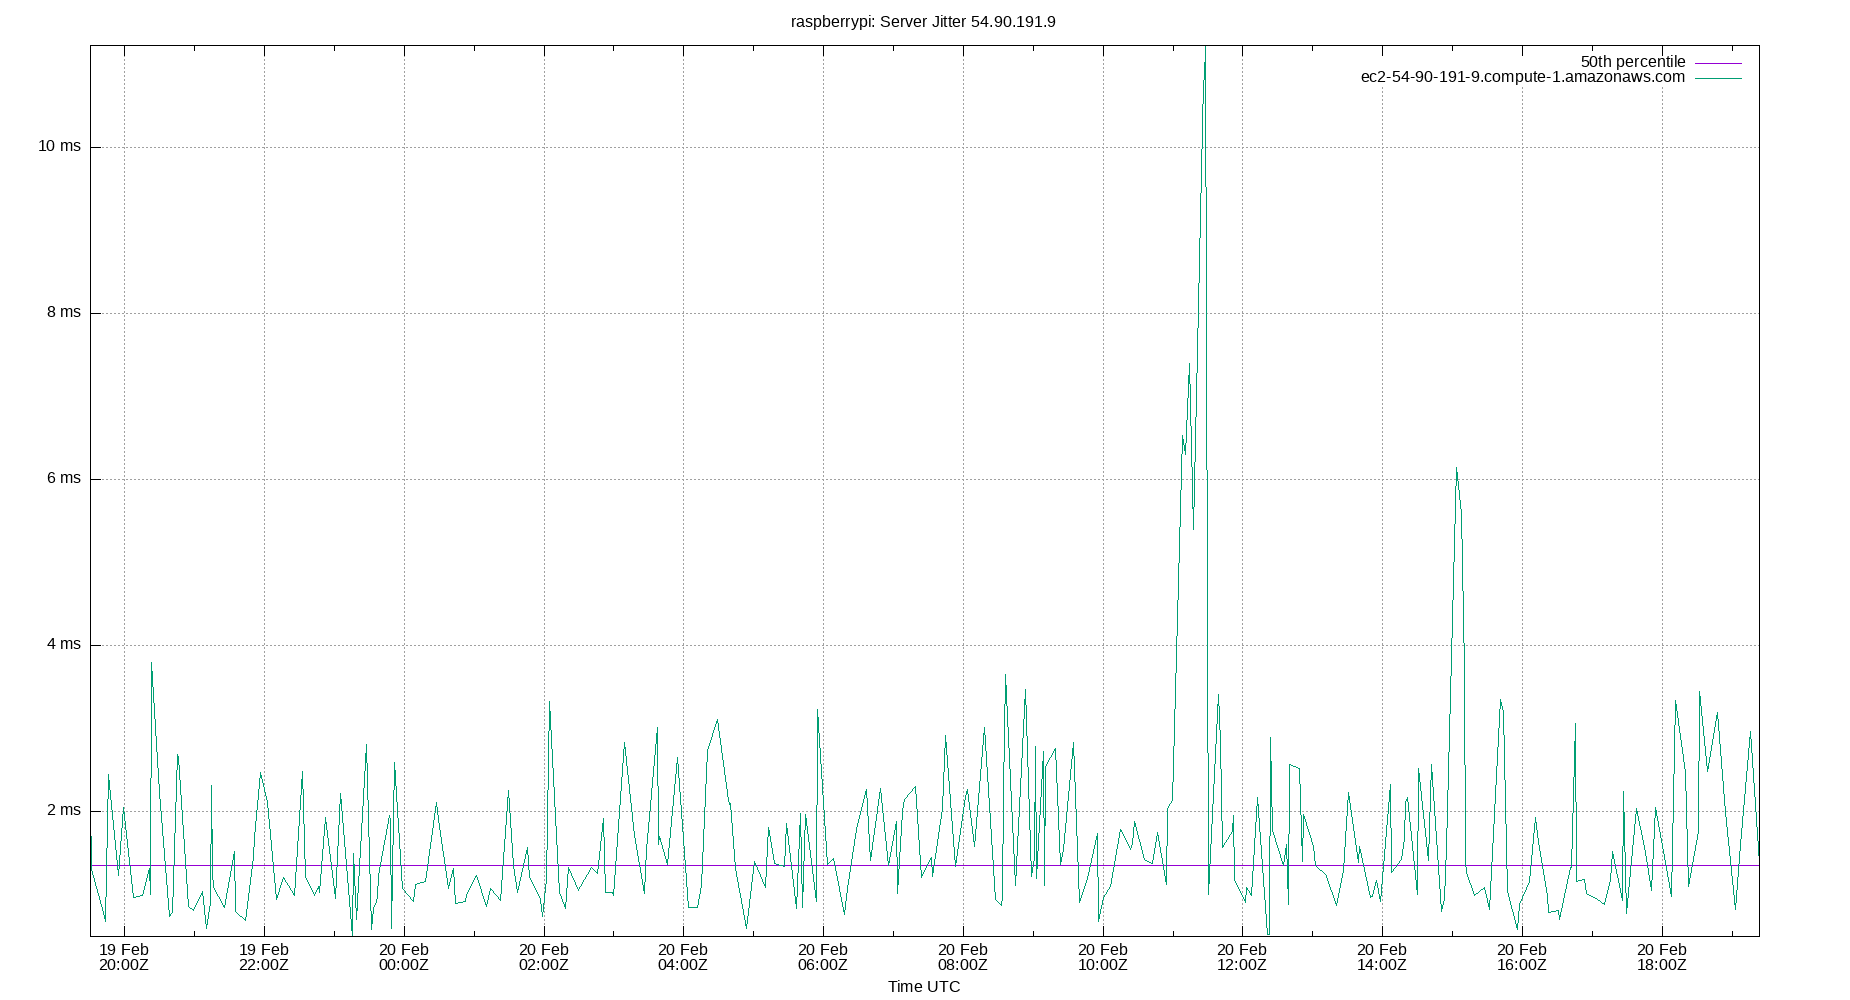 raspberrypi: Server Jitter 54.90.191.9
50th percentile
ec2-54-90-191-9.compute-1.amazonaws.com
10 ms
8 ms
6 ms
4 ms
2 ms
19 Feb 19 Feb 20 Feb 20 Feb 20 Feb 20 Feb 20 Feb 20 Feb 20 Feb 20 Feb 20 Feb 20 Feb
20:00Z 22:00Z 00:00Z 02:00Z 04:00Z 06:00Z 08:00Z 10:00Z 12:00Z 14:00Z 16:00Z 18:00Z
Time UTC